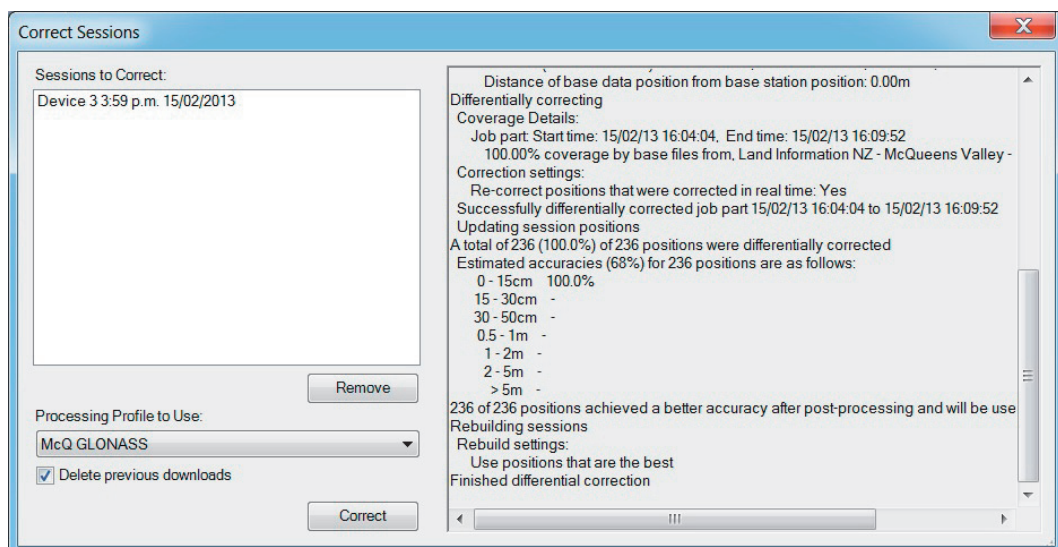 Correct Sessions
Sessions to Correct:
Device 3 3:59 p.m. 15/02/2013
Remove
Processing Profile to Use:
McQ GLONASS
Delete previous downloads
Correct
Distance of base data position from base station position: 0.00m
Differentially correcting
Coverage Details:
Job part: Start time: 15/02/13 16:04:04, End time: 15/02/13 16:09:52
100.00% coverage by base files from, Land Information NZ - McQueens Valley -
Correction settings:
Re-correct positions that were corrected in real time: Yes
Successfully differentially corrected job part 15/02/13 16:04:04 to 15/02/13 16:09:52
Updating session positions
A total of 236 (100.0%) of 236 positions were differentially corrected
Estimated accuracies (68%) for 236 positions are as follows:
0 - 15cm 100.0%
15 - 30cm -
30 - 50cm -
0.5 - 1m -
1 - 2m -
2 - 5m -
> 5m -
236 of 236 positions achieved a better accuracy after post-processing and will be use
Rebuilding sessions
Rebuild settings:
Use positions that are the best
Finished differential correction